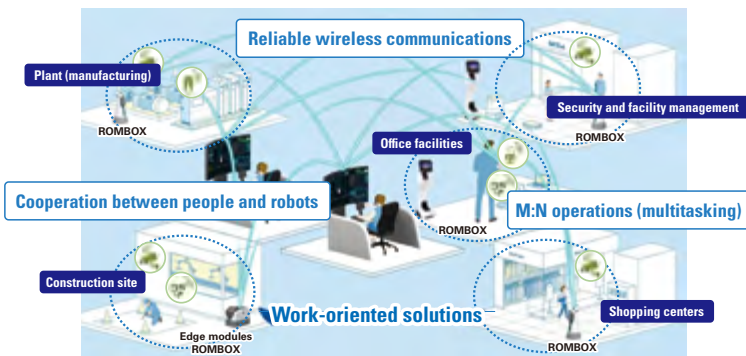 Reliable wireless communications
Plant (manufacturing)
ROMBOX
Security and facility management
ROMBOX
Office facilities
Cooperation between people and robots
M:N operations (multitasking)
ROMBOX
Construction site
Work-oriented solutions
Shopping centers
Edge modules
ROMBOX
ROMBOX